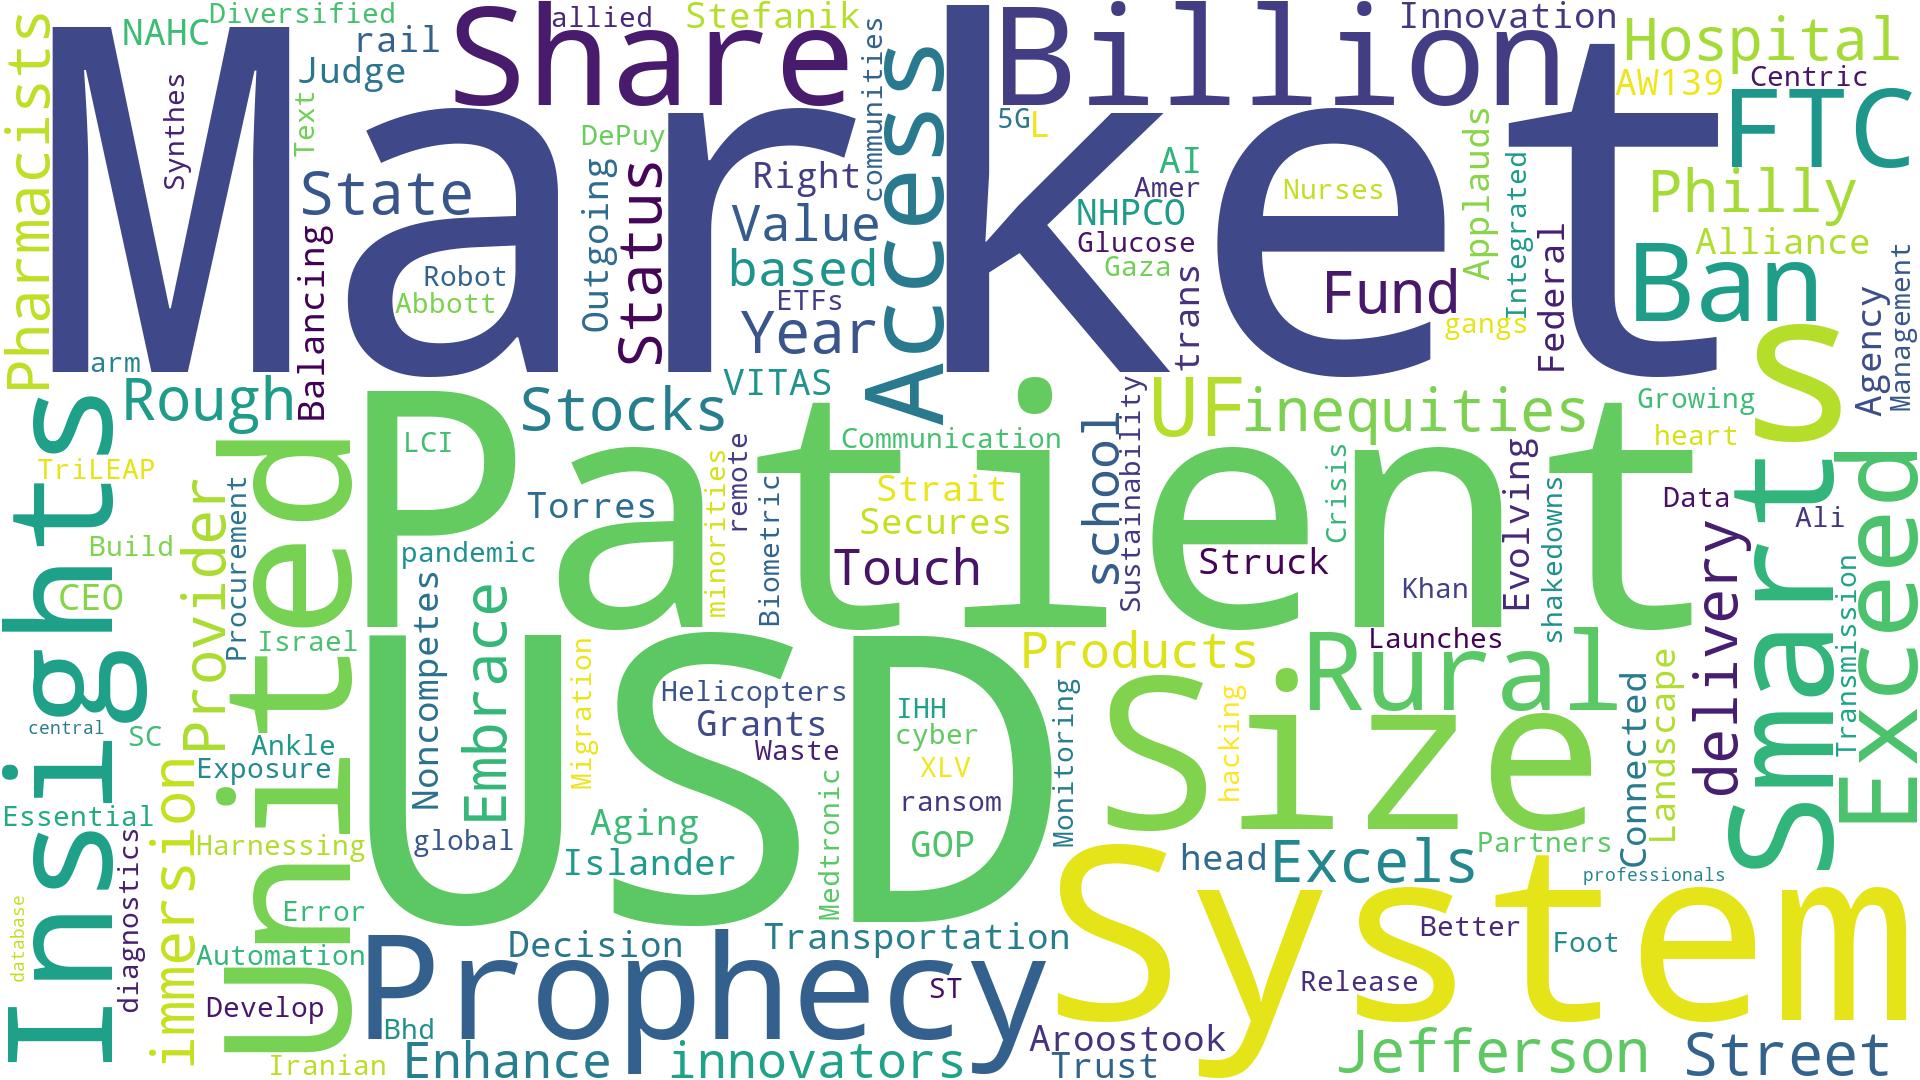 Market
Patient
USD
System
Size
Share
Billion
Access
Insights
United
Smart
Prophecy
Exceed
FTC
Ban
S
Rural
Hospital
Philly
Alliance
AW139
Centric
Innovation
Stefanik
allied
Diversified
NAHC
rail
Judge
Pharmacists
Synthes
Text
State
Balancing
Robot
Abbott
arm
Rough
DePuy
Outgoing
Status
Right
Value
based
ETFs
Year
VITAS
communities
5G
L
AI
Amer
NHPCO
Glucose
Gaza
trans
Nurses
Applauds
Integrated
Federal
Fund
gangs
Agency
Management
Stocks
LCI
Communication
school
Sustainability
UF
inequities
Growing
heart
TriLEAP
Build
CEO
Provider
Procurement
Israel
Torres
pandemic
minorities
remote
Biometric
Strait
Secures
Touch
Struck
Crisis
Khan
Evolving
shakedowns
Data
Ali
delivery
Transmission
Launches
Products
central
SC
Essential
Ankle
Exposure
immersion
Harnessing
diagnostics
database
Error
Automation
Develop
Iranian
Noncompetes
Embrace
global
Migration
Helicopters
Grants
Waste
IHH
cyber
XLV
ransom
GOP
Monitoring
Medtronic
Aging
Islander
hacking
Connected
Landscape
head
Excels
Partners
professionals
Decision
Transportation
ST
Bhd
Enhance
innovators
Aroostook
Trust
Better
Foot
Release
Jefferson
Street